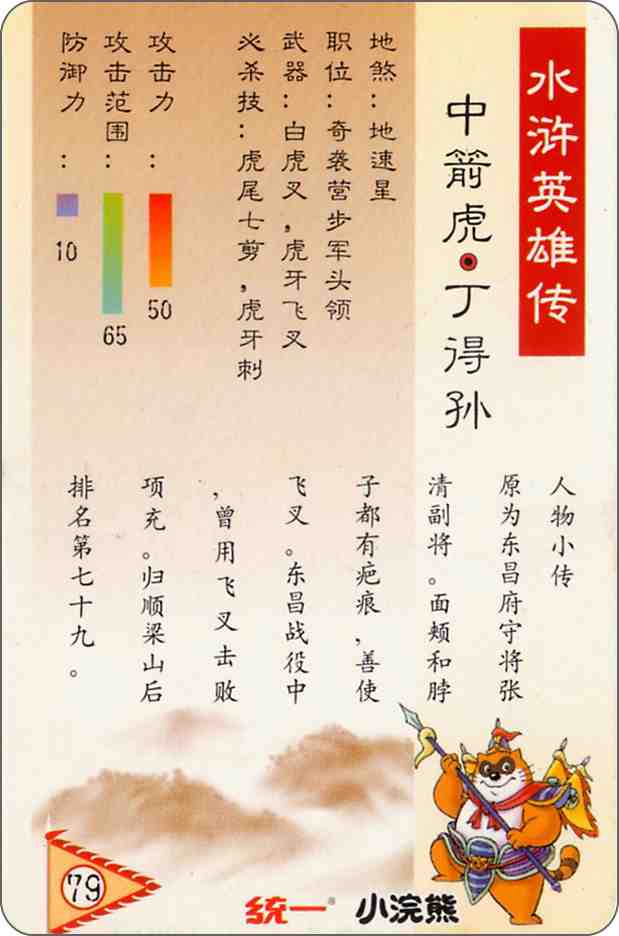 水浒英雄传
中箭虎·丁得孙
地煞：地速星
职位：奇袭营步军头领
武器：白虎叉，虎牙飞叉
必杀技：虎尾七剪，虎牙刺
攻击力：
50
攻击范围：
65
防御力：
10
人物小传
原为东昌府守将张
清副将。面颊和脖
子都有疤痕，善使
飞叉。东昌战役中
，曾用飞叉击败
项充。归顺梁山后
排名第七十九。
79
统一® 小浣熊